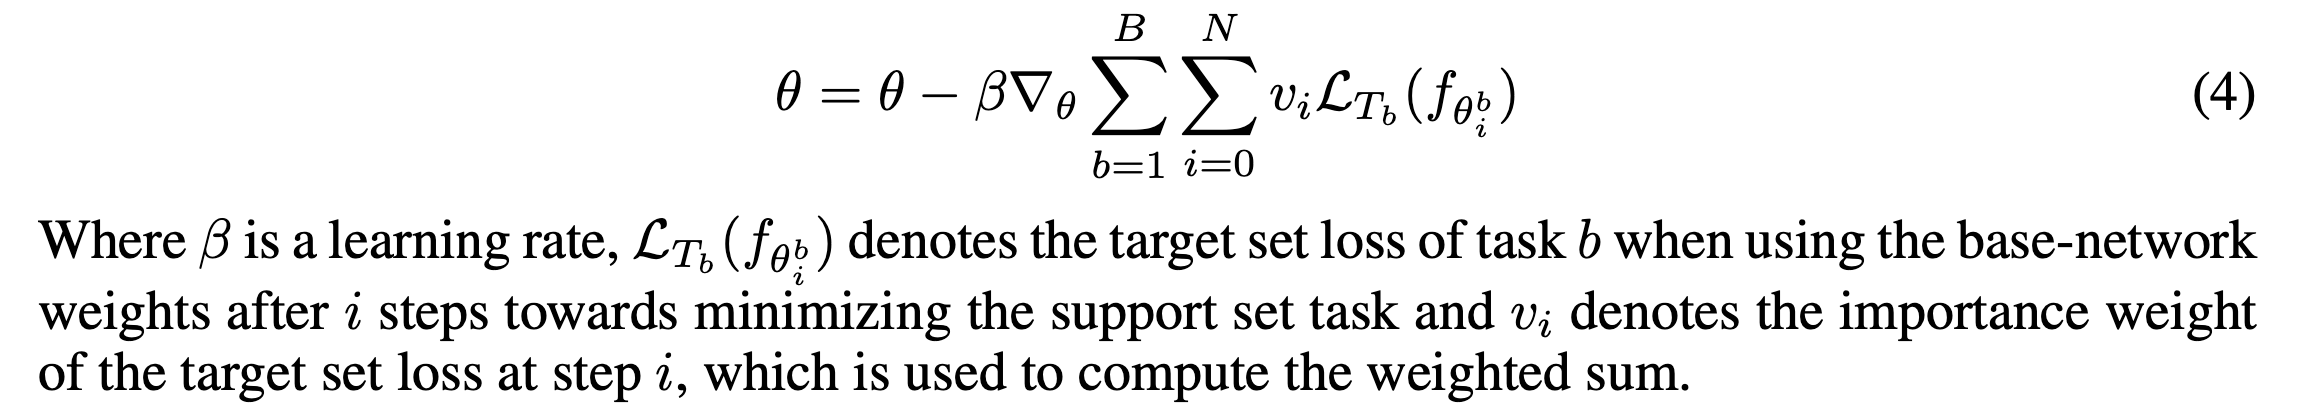 $\theta = \theta - \beta \nabla_{\theta} \sum_{b=1}^{B} \sum_{i=0}^{N} v_i \mathcal{L}_{T_b}(f_{\theta_i^b})$ (4)
Where $\beta$ is a learning rate, $\mathcal{L}_{T_b}(f_{\theta_i^b})$ denotes the target set loss of task $b$ when using the base-network
weights after $i$ steps towards minimizing the support set task and $v_i$ denotes the importance weight
of the target set loss at step $i$, which is used to compute the weighted sum.